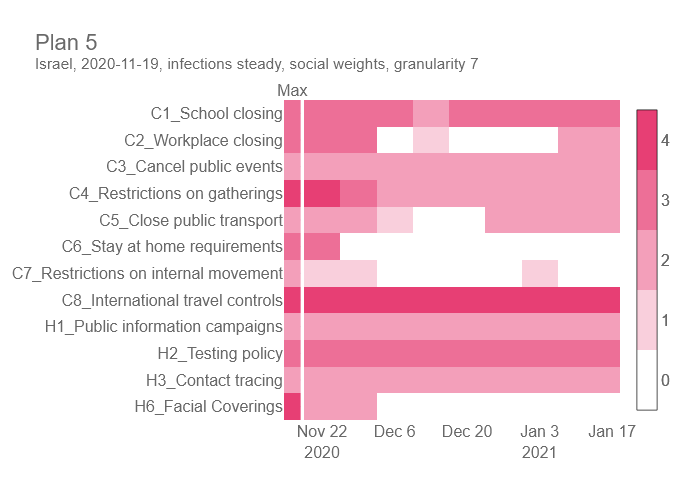 Plan 5
Israel, 2020-11-19, infections steady, social weights, granularity 7
Max
C1_School closing
C2_Workplace closing
C3_Cancel public events
C4_Restrictions on gatherings
C5_Close public transport
C6_Stay at home requirements
C7_Restrictions on internal movement
C8_International travel controls
H1_Public information campaigns
H2_Testing policy
H3_Contact tracing
H6_Facial Coverings
4
3
2
1
0
Nov 22 Dec 6 Dec 20 Jan 3 Jan 17
2020 2021